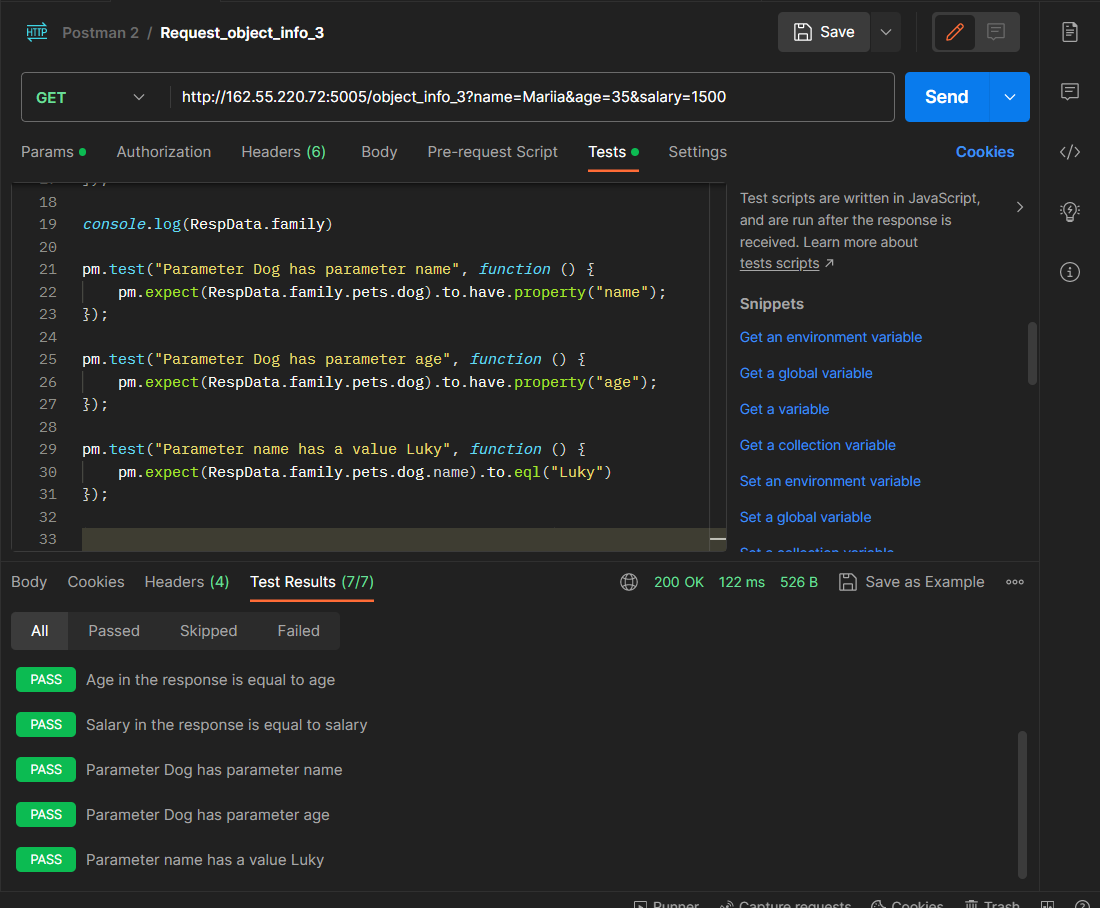 HTTP Postman 2 / Request_object_info_3 Save
GET http://162.55.220.72:5005/object_info_3?name=Mariia&age=35&salary=1500 Send
Params Authorization Headers (6) Body Pre-request Script Tests Settings Cookies
18
19 console.log(RespData.family)
20
21 pm.test("Parameter Dog has parameter name", function () {
22 pm.expect(RespData.family.pets.dog).to.have.property("name");
23 });
24
25 pm.test("Parameter Dog has parameter age", function () {
26 pm.expect(RespData.family.pets.dog).to.have.property("age");
27 });
28
29 pm.test("Parameter name has a value Luky", function () {
30 pm.expect(RespData.family.pets.dog.name).to.eql("Luky")
31 });
32
33
Test scripts are written in JavaScript,
and are run after the response is
received. Learn more about
tests scripts ↗
Snippets
Get an environment variable
Get a global variable
Get a variable
Get a collection variable
Set an environment variable
Set a global variable
Set a collection variable
Body Cookies Headers (4) Test Results (7/7) 200 OK 122 ms 526 B Save as Example
All Passed Skipped Failed
PASS Age in the response is equal to age
PASS Salary in the response is equal to salary
PASS Parameter Dog has parameter name
PASS Parameter Dog has parameter age
PASS Parameter name has a value Luky
Runner Capture requests Cookies Trash